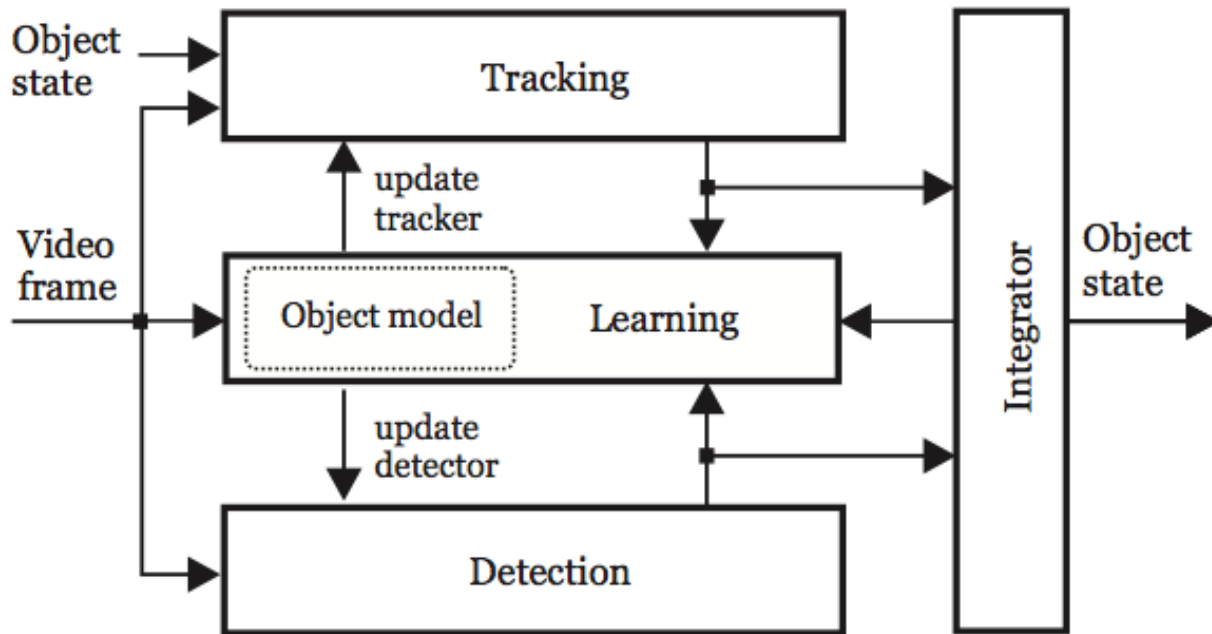 Object
state
Tracking
update
tracker
Video
frame
Object model
Learning
update
detector
Detection
Integrator
Object
state